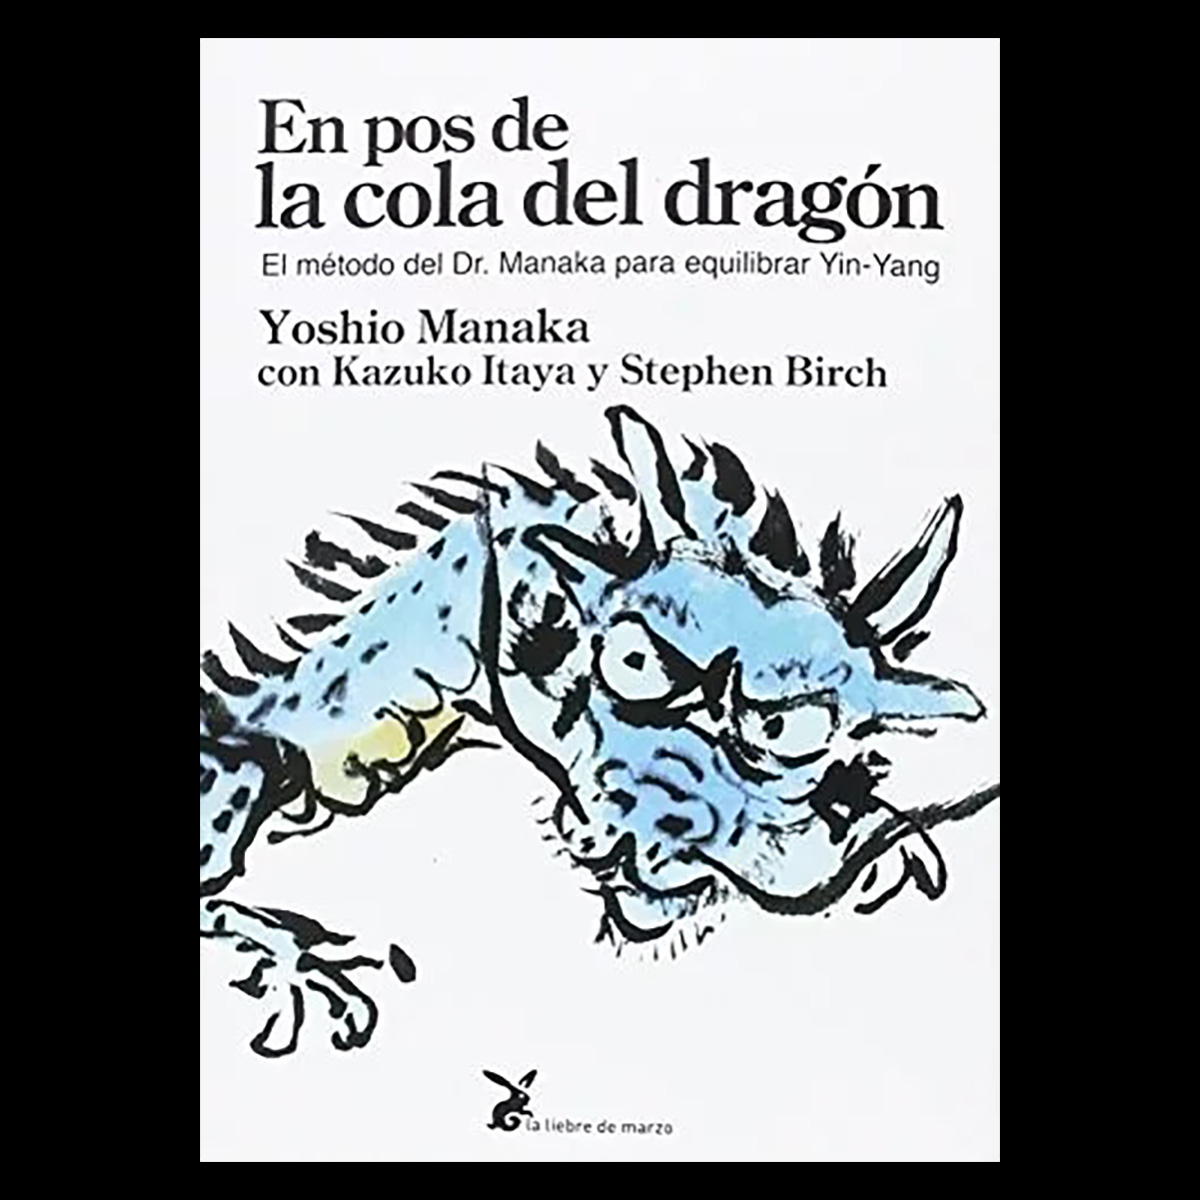 En pos de
la cola del dragón
El método del Dr. Manaka para equilibrar Yin-Yang
Yoshio Manaka
con Kazuko Itaya y Stephen Birch
la liebre de marzo